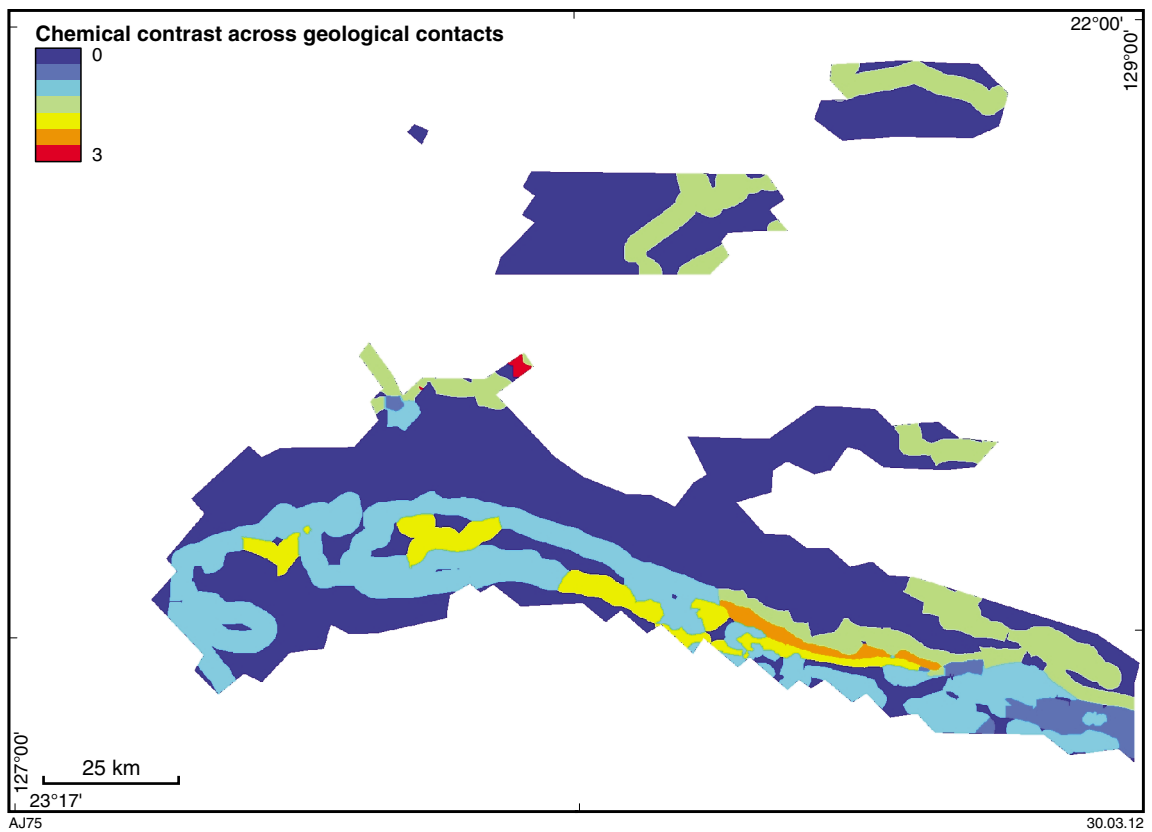 Chemical contrast across geological contacts
0
3
22°00'
129°00'
127°00'
25 km
23°17'
AJ75
30.03.12